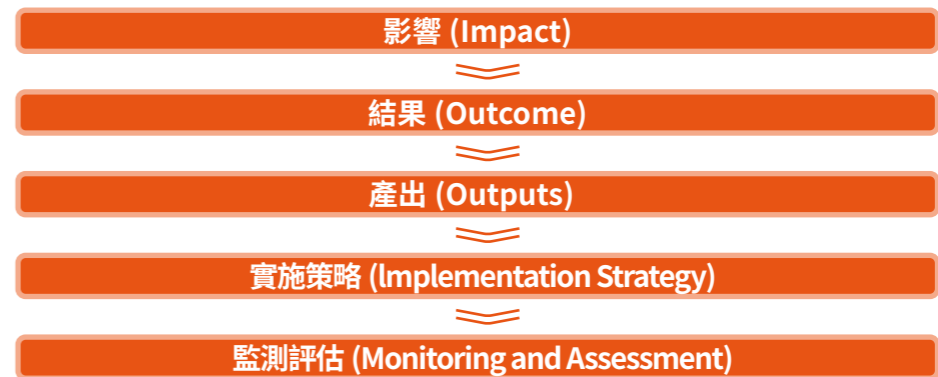 影響 (Impact)
結果 (Outcome)
產出 (Outputs)
實施策略 (lmplementation Strategy)
監測評估 (Monitoring and Assessment)